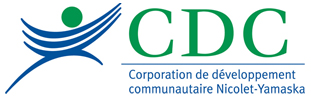 CDC
Corporation de développement
communautaire Nicolet-Yamaska